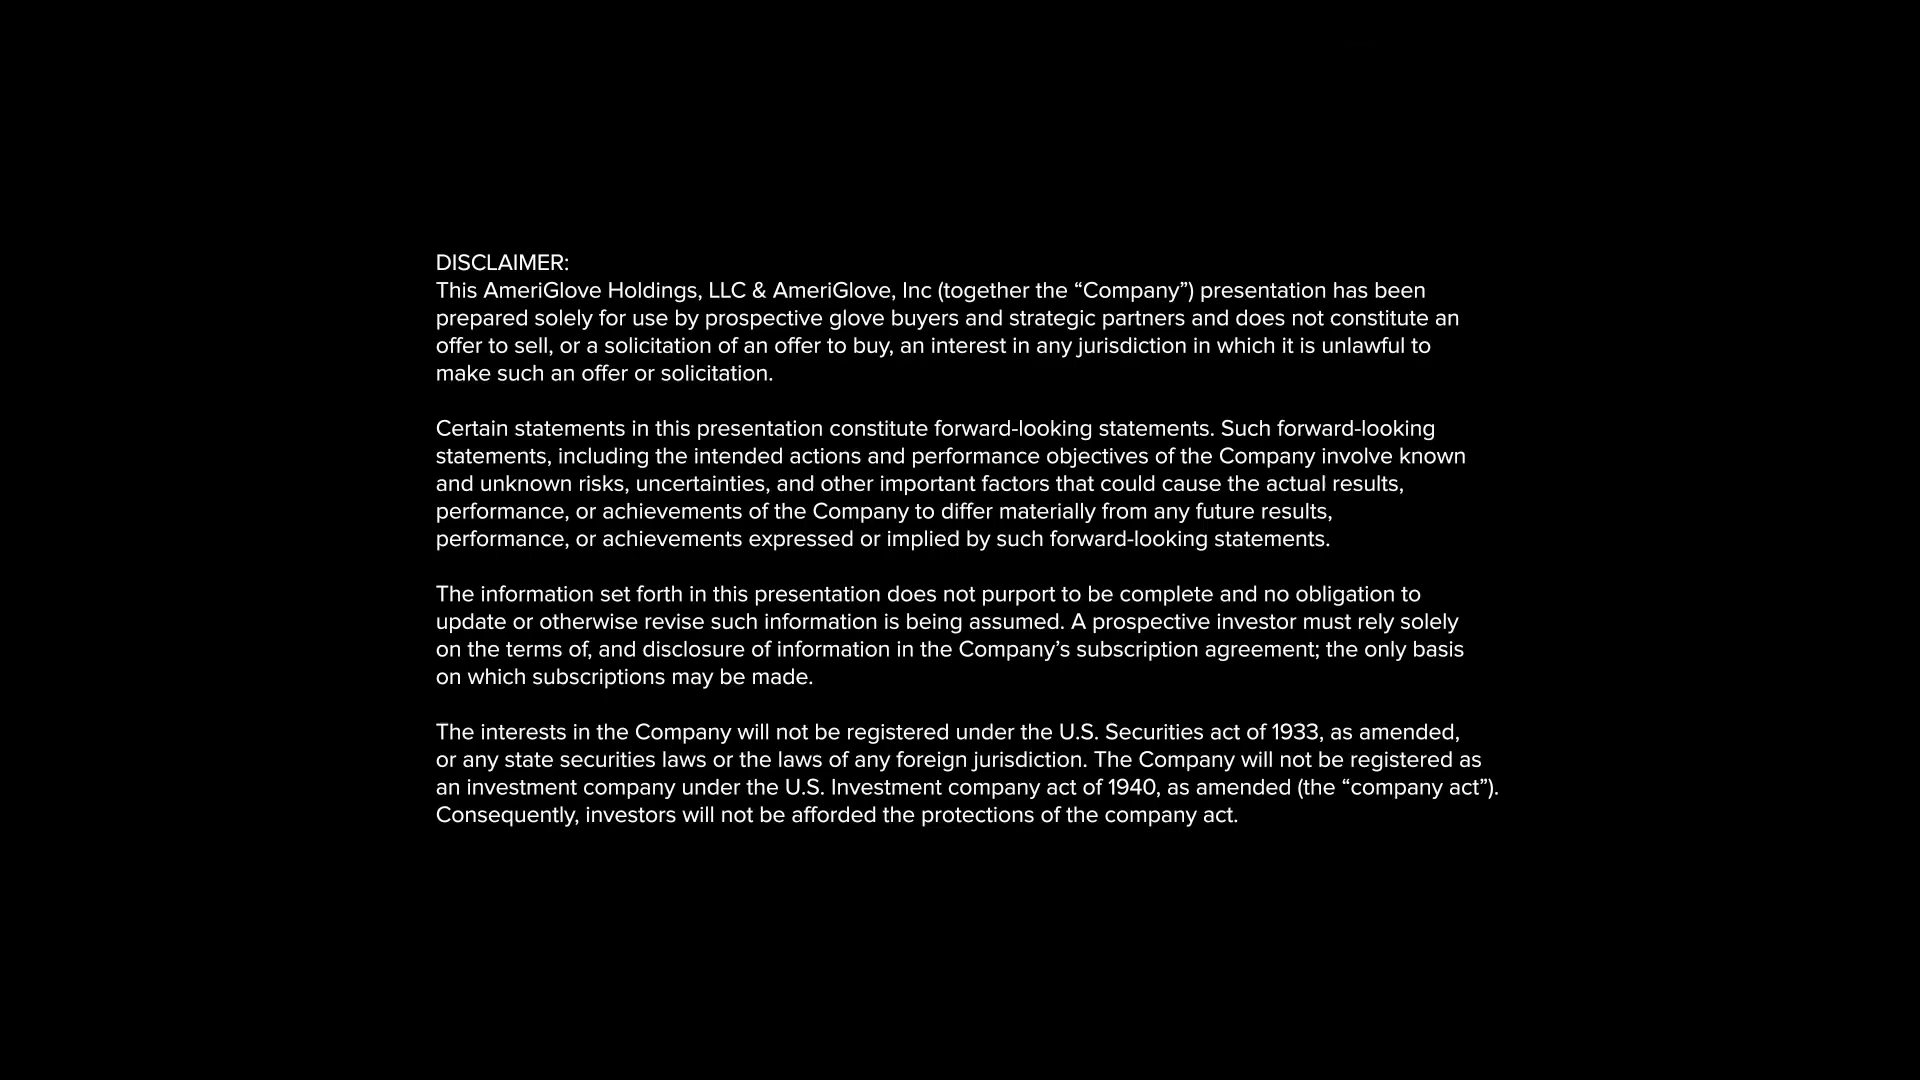 DISCLAIMER:
This AmeriGlove Holdings, LLC & AmeriGlove, Inc (together the “Company”) presentation has been
prepared solely for use by prospective glove buyers and strategic partners and does not constitute an
offer to sell, or a solicitation of an offer to buy, an interest in any jurisdiction in which it is unlawful to
make such an offer or solicitation.
Certain statements in this presentation constitute forward-looking statements. Such forward-looking
statements, including the intended actions and performance objectives of the Company involve known
and unknown risks, uncertainties, and other important factors that could cause the actual results,
performance, or achievements of the Company to differ materially from any future results,
performance, or achievements expressed or implied by such forward-looking statements.
The information set forth in this presentation does not purport to be complete and no obligation to
update or otherwise revise such information is being assumed. A prospective investor must rely solely
on the terms of, and disclosure of information in the Company’s subscription agreement; the only basis
on which subscriptions may be made.
The interests in the Company will not be registered under the U.S. Securities act of 1933, as amended,
or any state securities laws or the laws of any foreign jurisdiction. The Company will not be registered as
an investment company under the U.S. Investment company act of 1940, as amended (the “company act”).
Consequently, investors will not be afforded the protections of the company act.